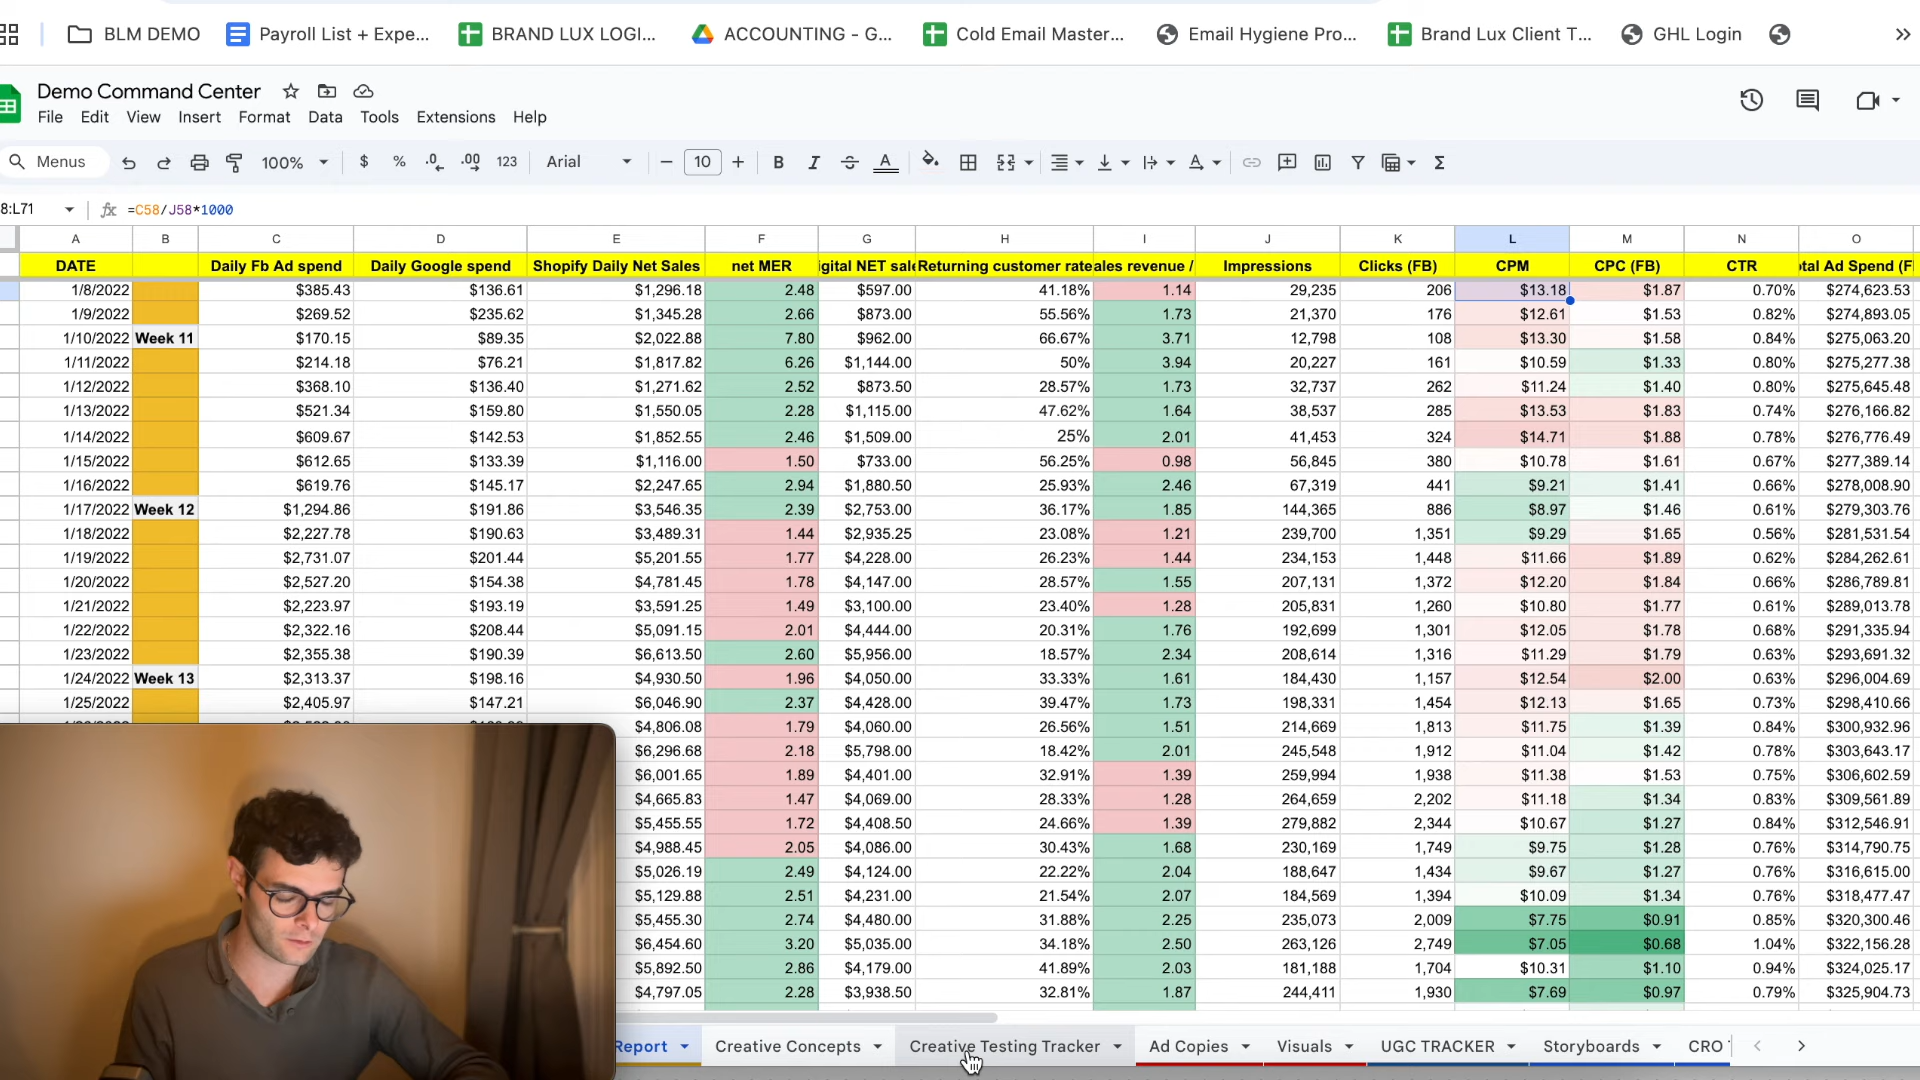 BLM DEMO Payroll List + Expe... BRAND LUX LOGI... ACCOUNTING - G... Cold Email Master... Email Hygiene Pro... Brand Lux Client T... GHL Login
Demo Command Center
File Edit View Insert Format Data Tools Extensions Help
Menus 100% $ % .0 .00 123 Arial 10 B I S A
8:L71 fx =C58/J58*1000
A B C D E F G H I J K L M N O
DATE Daily Fb Ad spend Daily Google spend Shopify Daily Net Sales net MER igital NET sale Returning customer rate ales revenue / Impressions Clicks (FB) CPM CPC (FB) CTR tal Ad Spend (F
1/8/2022 $385.43 $136.61 $1,296.18 2.48 $597.00 41.18% 1.14 29,235 206 $13.18 $1.87 0.70% $274,623.53
1/9/2022 $269.52 $235.62 $1,345.28 2.66 $873.00 55.56% 1.73 21,370 176 $12.61 $1.53 0.82% $274,893.05
1/10/2022 Week 11 $170.15 $89.35 $2,022.88 7.80 $962.00 66.67% 3.71 12,798 108 $13.30 $1.58 0.84% $275,063.20
1/11/2022 $214.18 $76.21 $1,817.82 6.26 $1,144.00 50% 3.94 20,227 161 $10.59 $1.33 0.80% $275,277.38
1/12/2022 $368.10 $136.40 $1,271.62 2.52 $873.50 28.57% 1.73 32,737 262 $11.24 $1.40 0.80% $275,645.48
1/13/2022 $521.34 $159.80 $1,550.05 2.28 $1,115.00 47.62% 1.64 38,537 285 $13.53 $1.83 0.74% $276,166.82
1/14/2022 $609.67 $142.53 $1,852.55 2.46 $1,509.00 25% 2.01 41,453 324 $14.71 $1.88 0.78% $276,776.49
1/15/2022 $612.65 $133.39 $1,116.00 1.50 $733.00 56.25% 0.98 56,845 380 $10.78 $1.61 0.67% $277,389.14
1/16/2022 $619.76 $145.17 $2,247.65 2.94 $1,880.50 25.93% 2.46 67,319 441 $9.21 $1.41 0.66% $278,008.90
1/17/2022 Week 12 $1,294.86 $191.86 $3,546.35 2.39 $2,753.00 36.17% 1.85 144,365 886 $8.97 $1.46 0.61% $279,303.76
1/18/2022 $2,227.78 $190.63 $3,489.31 1.44 $2,935.25 23.08% 1.21 239,700 1,351 $9.29 $1.65 0.56% $281,531.54
1/19/2022 $2,731.07 $201.44 $5,201.55 1.77 $4,228.00 26.23% 1.44 234,153 1,448 $11.66 $1.89 0.62% $284,262.61
1/20/2022 $2,527.20 $154.38 $4,781.45 1.78 $4,147.00 28.57% 1.55 207,131 1,372 $12.20 $1.84 0.66% $286,789.81
1/21/2022 $2,223.97 $193.19 $3,591.25 1.49 $3,100.00 23.40% 1.28 205,831 1,260 $10.80 $1.77 0.61% $289,013.78
1/22/2022 $2,322.16 $208.44 $5,091.15 2.01 $4,444.00 20.31% 1.76 192,699 1,301 $12.05 $1.78 0.68% $291,335.94
1/23/2022 $2,355.38 $190.39 $6,613.50 2.60 $5,956.00 18.57% 2.34 208,614 1,316 $11.29 $1.79 0.63% $293,691.32
1/24/2022 Week 13 $2,313.37 $198.16 $4,930.50 1.96 $4,050.00 33.33% 1.61 184,430 1,157 $12.54 $2.00 0.63% $296,004.69
1/25/2022 $2,405.97 $147.21 $6,046.90 2.37 $4,428.00 39.47% 1.73 198,331 1,454 $12.13 $1.65 0.73% $298,410.66
$4,806.08 1.79 $4,060.00 26.56% 1.51 214,669 1,813 $11.75 $1.39 0.84% $300,932.96
$6,296.68 2.18 $5,798.00 18.42% 2.01 245,548 1,912 $11.04 $1.42 0.78% $303,643.17
$6,001.65 1.89 $4,401.00 32.91% 1.39 259,994 1,938 $11.38 $1.53 0.75% $306,602.59
$4,665.83 1.47 $4,069.00 28.33% 1.28 264,659 2,202 $11.18 $1.34 0.83% $309,561.89
$5,455.55 1.72 $4,408.50 24.66% 1.39 279,882 2,344 $10.67 $1.27 0.84% $312,546.91
$4,988.45 2.05 $4,086.00 30.43% 1.68 230,169 1,749 $9.75 $1.28 0.76% $314,790.75
$5,026.19 2.49 $4,124.00 22.22% 2.04 188,647 1,434 $9.67 $1.27 0.76% $316,615.00
$5,129.88 2.51 $4,231.00 21.54% 2.07 184,569 1,394 $10.09 $1.34 0.76% $318,477.47
$5,455.30 2.74 $4,480.00 31.88% 2.25 235,073 2,009 $7.75 $0.91 0.85% $320,300.46
$6,454.60 3.20 $5,035.00 34.18% 2.50 263,126 2,749 $7.05 $0.68 1.04% $322,156.28
$5,892.50 2.86 $4,179.00 41.89% 2.03 181,188 1,704 $10.31 $1.10 0.94% $324,025.17
$4,797.05 2.28 $3,938.50 32.81% 1.87 244,411 1,930 $7.69 $0.97 0.79% $325,904.73
Report Creative Concepts Creative Testing Tracker Ad Copies Visuals UGC TRACKER Storyboards CRO